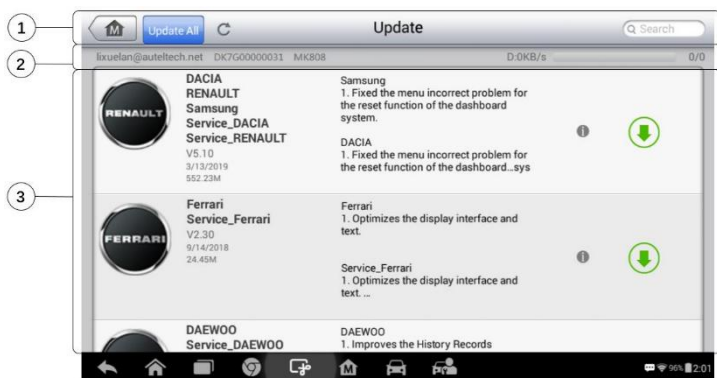 1
Update All
Update
Search
2
lixuelan@auteltech.net DK7G00000031 MK808
D:0KB/s
0/0
3
RENAULT
DACIA
RENAULT
Samsung
Service_DACIA
Service_RENAULT
V5.10
3/13/2019
552.23M
Samsung
1. Fixed the menu incorrect problem for
the reset function of the dashboard
system.
DACIA
1. Fixed the menu incorrect problem for
the reset function of the dashboard...sys
FERRARI
Ferrari
Service_Ferrari
V2.30
9/14/2018
24.45M
Ferrari
1. Optimizes the display interface and
text.
Service_Ferrari
1. Optimizes the display interface and
text. ...
DAEWOO
Service_DAEWOO
DAEWOO
1. Improves the History Records
96%
2:01